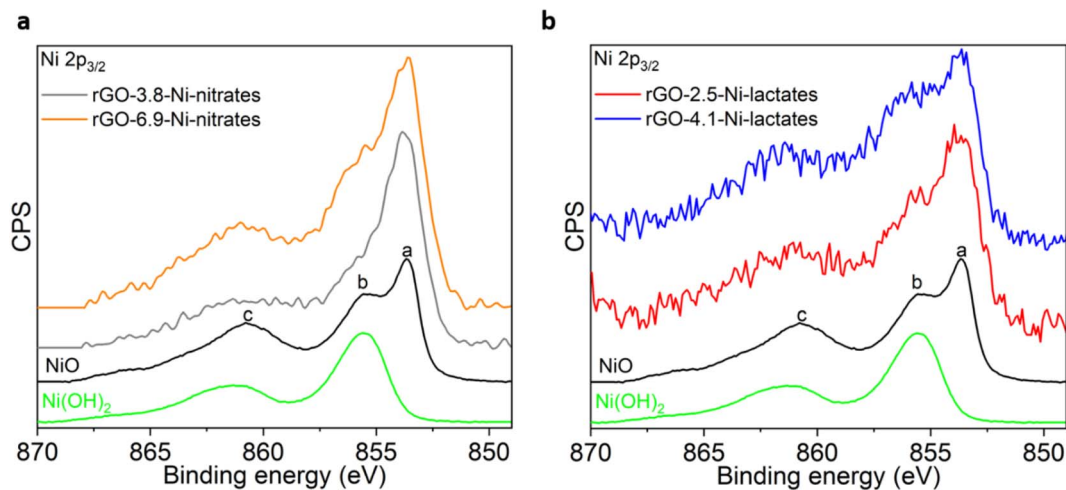 a
Ni 2p3/2
rGO-3.8-Ni-nitrates
rGO-6.9-Ni-nitrates
CPS
a
b
c
NiO
Ni(OH)2
870 865 860 855 850
Binding energy (eV)
b
Ni 2p3/2
rGO-2.5-Ni-lactates
rGO-4.1-Ni-lactates
CPS
a
b
c
NiO
Ni(OH)2
870 865 860 855 850
Binding energy (eV)